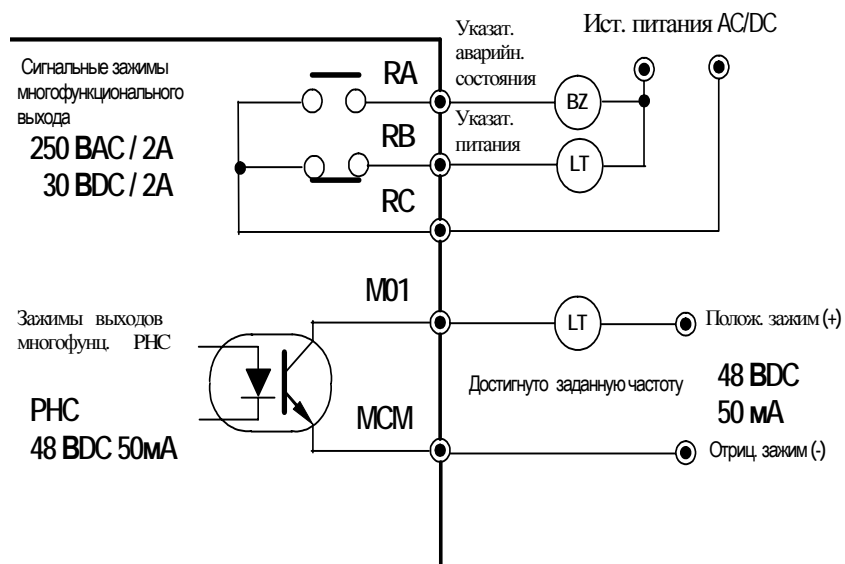 Ист. питания AC/DC
Указат.
аварийн.
состояния
Сигнальные зажимы
многофункционального
выхода
250 BAC / 2A
30 BDC / 2A
RA
BZ
Указат.
питания
RB
LT
RC
M01
Зажимы выходов
многофунц. PHC
LT
Полож. зажим (+)
Достигнуто заданную частоту
48 BDC
50 мА
PHC
48 BDC 50мА
MCM
Отриц. зажим (-)